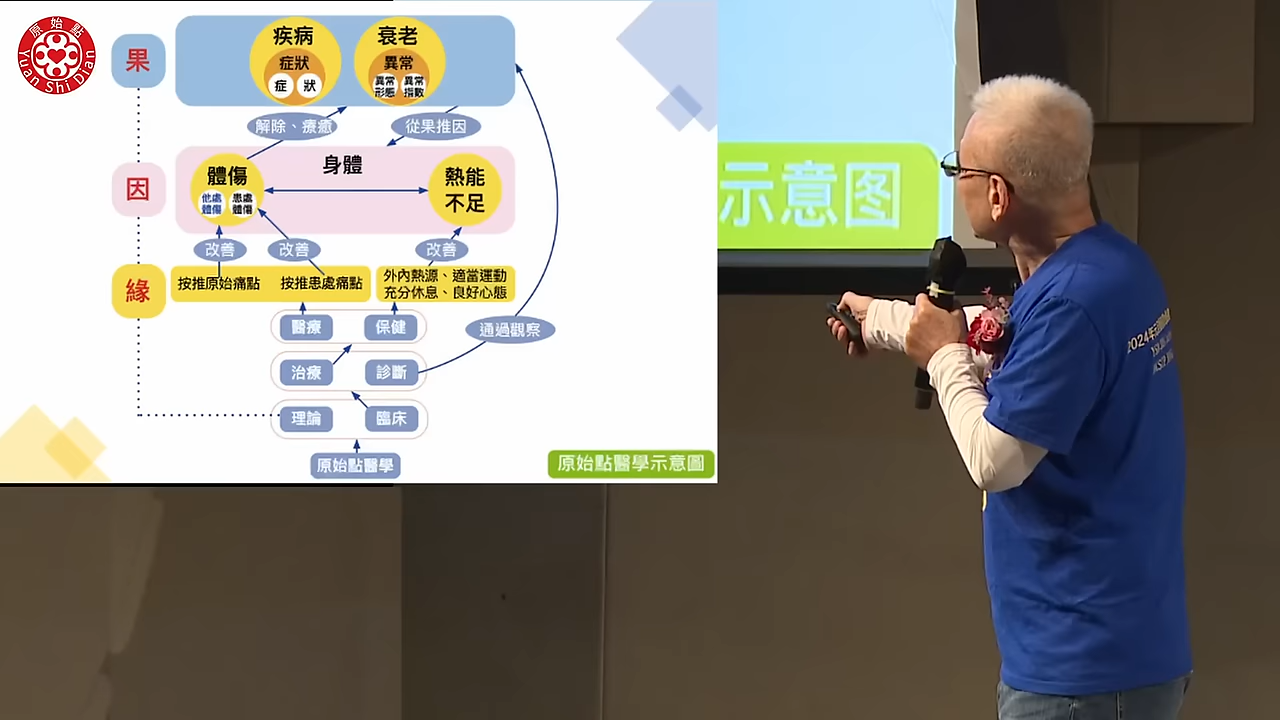 原始點
Yuan Shi Dian
果
疾病
症狀
症 狀
衰老
異常
異常形態
異常指數
解除、療癒
從果推因
因
身體
體傷
他處體傷
患處體傷
熱能不足
改善
改善
改善
緣
按推原始痛點
按推患處痛點
外內熱源、適當運動
充分休息、良好心態
醫療
保健
通過觀察
治療
診斷
理論
臨床
原始點醫學
原始點醫學示意圖
示意图
2024年